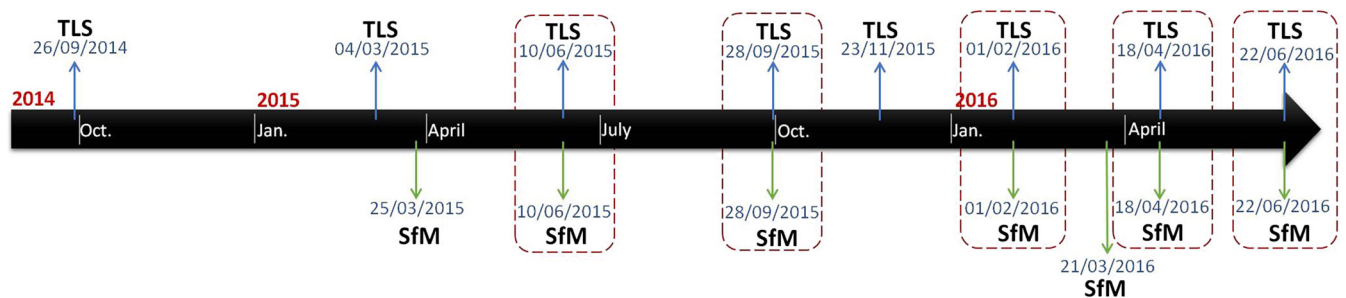 TLS TLS TLS TLS TLS TLS TLS TLS
26/09/2014 04/03/2015 10/06/2015 28/09/2015 23/11/2015 01/02/2016 18/04/2016 22/06/2016
2014 2015 2016
Oct. Jan. April July Oct. Jan. April
25/03/2015 10/06/2015 28/09/2015 01/02/2016 18/04/2016 22/06/2016
SfM SfM SfM SfM SfM SfM
21/03/2016
SfM